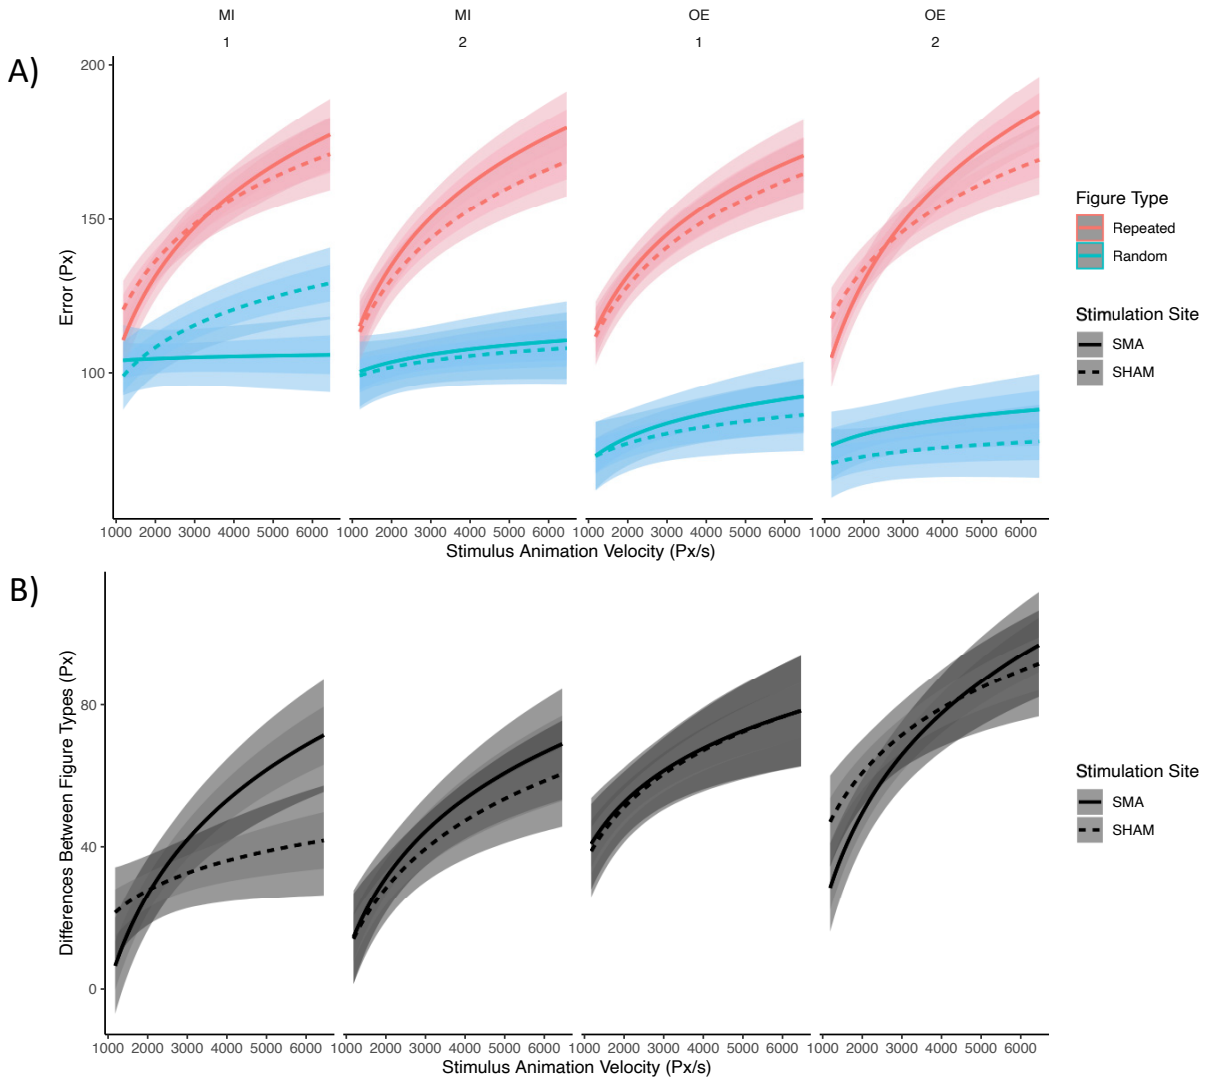 MI MI OE OE
1 2 1 2
A)
200
150
100
Error (Px)
1000 2000 3000 4000 5000 6000 1000 2000 3000 4000 5000 6000 1000 2000 3000 4000 5000 6000 1000 2000 3000 4000 5000 6000
Stimulus Animation Velocity (Px/s)
Figure Type
Repeated
Random
Stimulation Site
SMA
SHAM
B)
80
40
0
Differences Between Figure Types (Px)
1000 2000 3000 4000 5000 6000 1000 2000 3000 4000 5000 6000 1000 2000 3000 4000 5000 6000 1000 2000 3000 4000 5000 6000
Stimulus Animation Velocity (Px/s)
Stimulation Site
SMA
SHAM